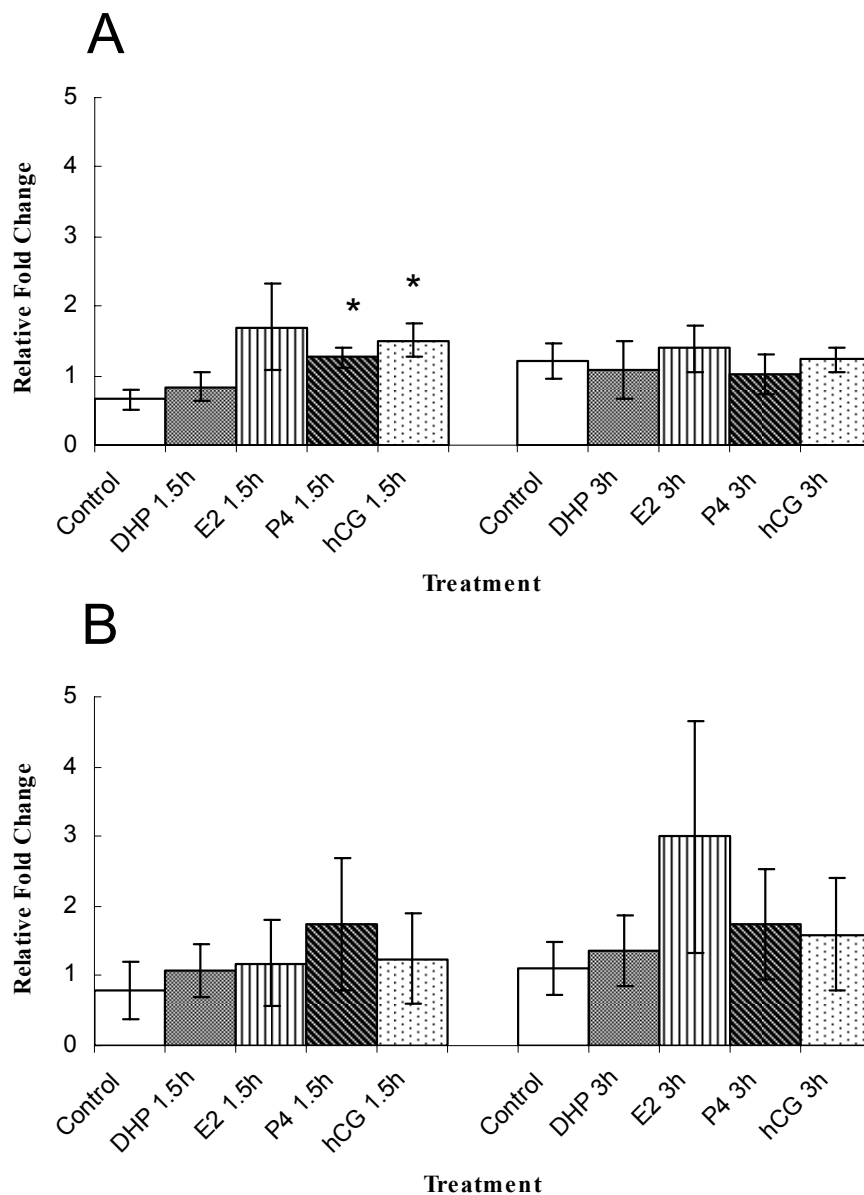 A
5
4
3
2
1
0
Relative Fold Change
* *
Control
DHP 1.5h
E2 1.5h
P4 1.5h
hCG 1.5h
Control
DHP 3h
E2 3h
P4 3h
hCG 3h
Treatment
B
5
4
3
2
1
0
Relative Fold Change
Control
DHP 1.5h
E2 1.5h
P4 1.5h
hCG 1.5h
Control
DHP 3h
E2 3h
P4 3h
hCG 3h
Treatment